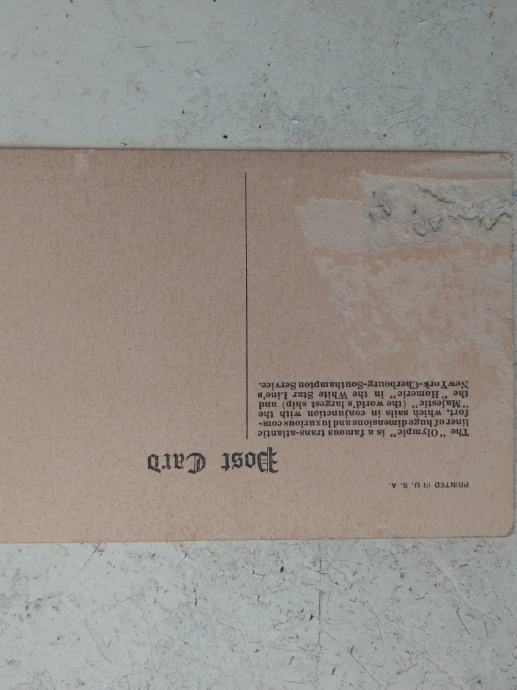 PRINTED IN U. S. A.
Post Card
The "Olympic" is a famous trans-atlantic
liner of huge dimensions and luxurious com-
fort, which sails in conjunction with the
"Majestic" (the world's largest ship) and
the "Homeric" in the White Star Line's
New York-Cherbourg-Southampton Service.